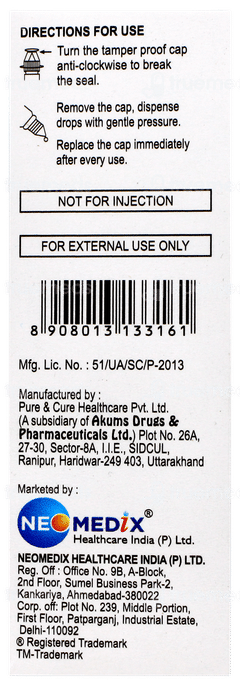 DIRECTIONS FOR USE
Turn the tamper proof cap
anti-clockwise to break
the seal.
Remove the cap, dispense
drops with gentle pressure.
Replace the cap immediately
after every use.
NOT FOR INJECTION
FOR EXTERNAL USE ONLY
8 908013 133161
Mfg. Lic. No. : 51/UA/SC/P-2013
Manufactured by :
Pure & Cure Healthcare Pvt. Ltd.
(A subsidiary of Akums Drugs &
Pharmaceuticals Ltd.) Plot No. 26A,
27-30, Sector-8A, I.I.E., SIDCUL,
Ranipur, Haridwar-249 403, Uttarakhand
Marketed by :
NEOMEDiX®
Healthcare India (P) Ltd.
NEOMEDIX HEALTHCARE INDIA (P) LTD.
Reg. Off : Office No. 9B, A-Block,
2nd Floor, Sumel Business Park-2,
Kankariya, Ahmedabad-380022
Corp. off: Plot No. 239, Middle Portion,
First Floor, Patparganj, Industrial Estate,
Delhi-110092
® Registered Trademark
TM-Trademark